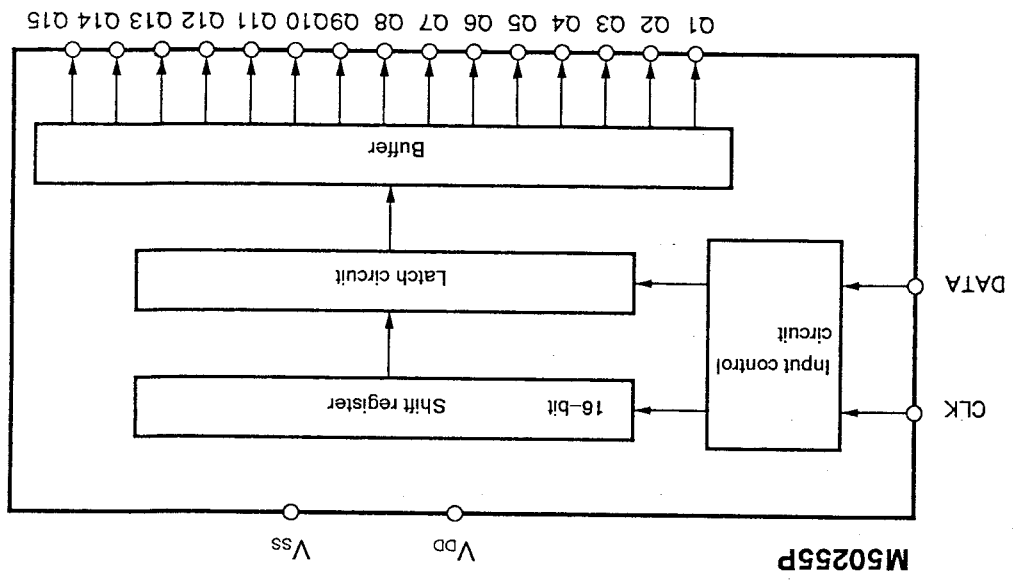 M50255P
VDD VSS
CLK
Input control
circuit
16-bit Shift register
DATA
Latch circuit
Buffer
Q1 Q2 Q3 Q4 Q5 Q6 Q7 Q8 Q9 Q10 Q11 Q12 Q13 Q14 Q15